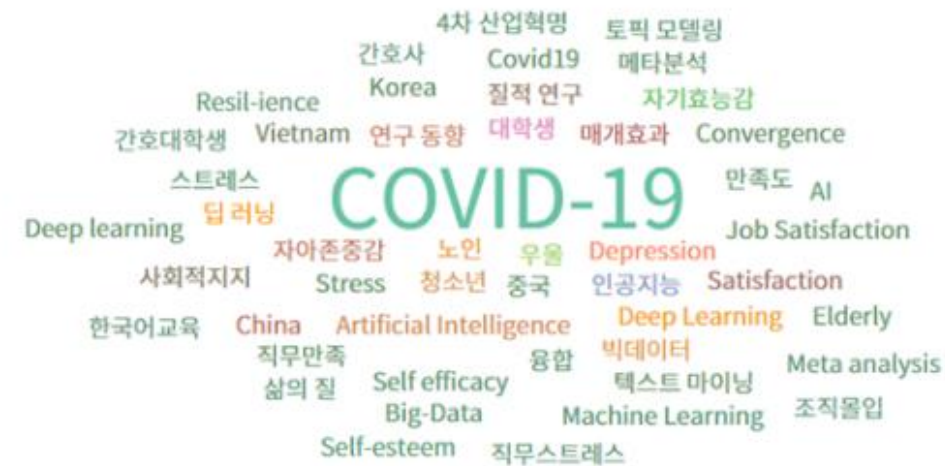 4차 산업혁명 토픽 모델링
간호사 Covid19 메타분석
Resil-ience Korea 질적 연구 자기효능감
간호대학생 Vietnam 연구 동향 대학생 매개효과 Convergence
스트레스 COVID-19 만족도 AI
Deep learning 딥 러닝 Job Satisfaction
자아존중감 노인 우울 Depression
사회적지지 Stress 청소년 중국 인공지능 Satisfaction
한국어교육 China Artificial Intelligence Deep Learning Elderly
직무만족 융합 빅데이터 Meta analysis
삶의 질 Self efficacy 텍스트 마이닝
Big-Data Machine Learning 조직몰입
Self-esteem 직무스트레스